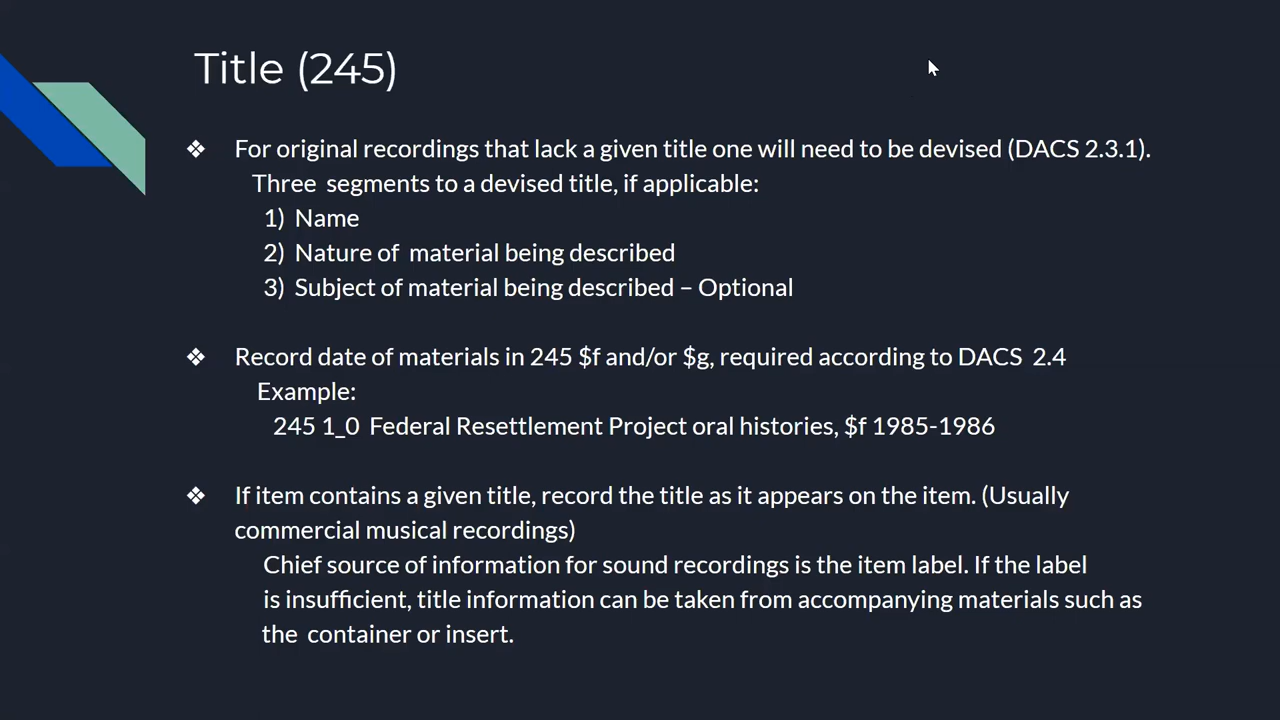 Title (245)
❖ For original recordings that lack a given title one will need to be devised (DACS 2.3.1).
Three segments to a devised title, if applicable:
1) Name
2) Nature of material being described
3) Subject of material being described – Optional
❖ Record date of materials in 245 $f and/or $g, required according to DACS 2.4
Example:
245 1_0 Federal Resettlement Project oral histories, $f 1985-1986
❖ If item contains a given title, record the title as it appears on the item. (Usually
commercial musical recordings)
Chief source of information for sound recordings is the item label. If the label
is insufficient, title information can be taken from accompanying materials such as
the container or insert.